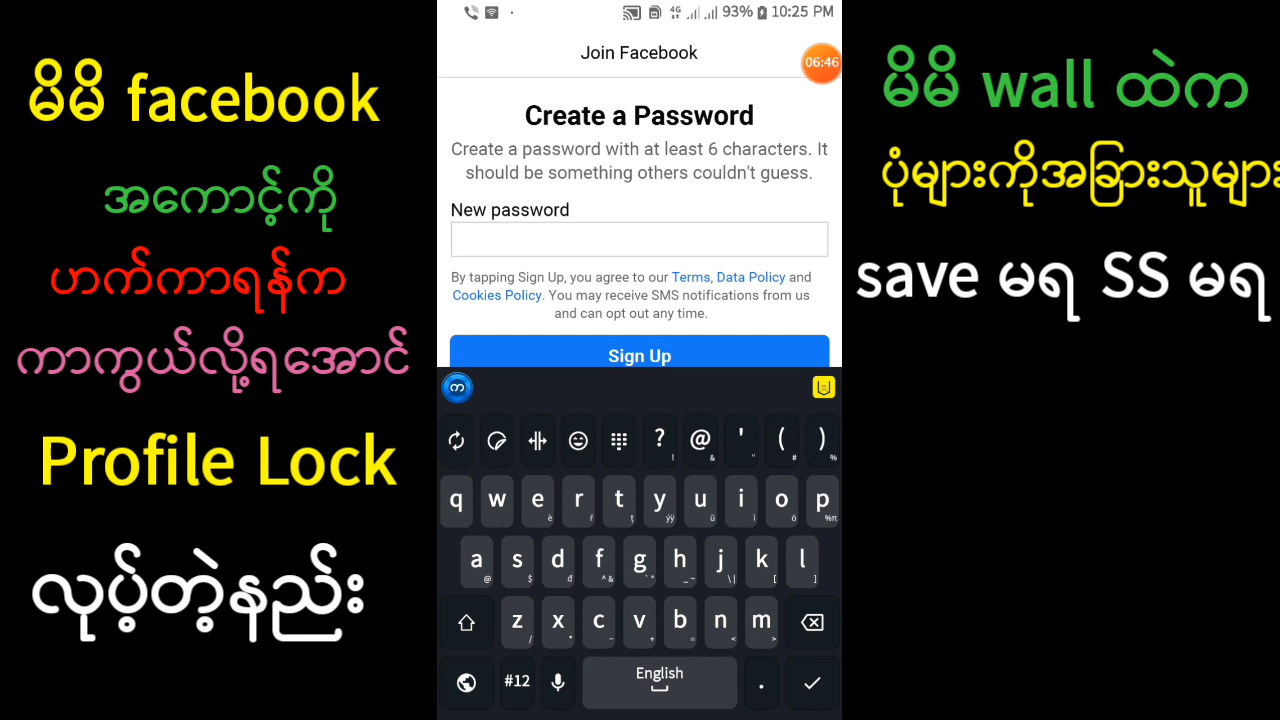 မိမိ facebook
အကောင့်ကို
ဟက်ကာရန်က
ကာကွယ်လို့ရအောင်
Profile Lock
လုပ့်တဲ့နည်း
4G 93% 10:25 PM
Join Facebook
06:46
Create a Password
Create a password with at least 6 characters. It
should be something others couldn't guess.
New password
By tapping Sign Up, you agree to our Terms, Data Policy and
Cookies Policy. You may receive SMS notifications from us
and can opt out any time.
Sign Up
က
? @ ' ( )
q w e r t y u i o p
a s d f g h j k l
z x c v b n m
#12 English .
မိမိ wall ထဲက
ပုံများကိုအခြားသူများ
save မရ SS မရ